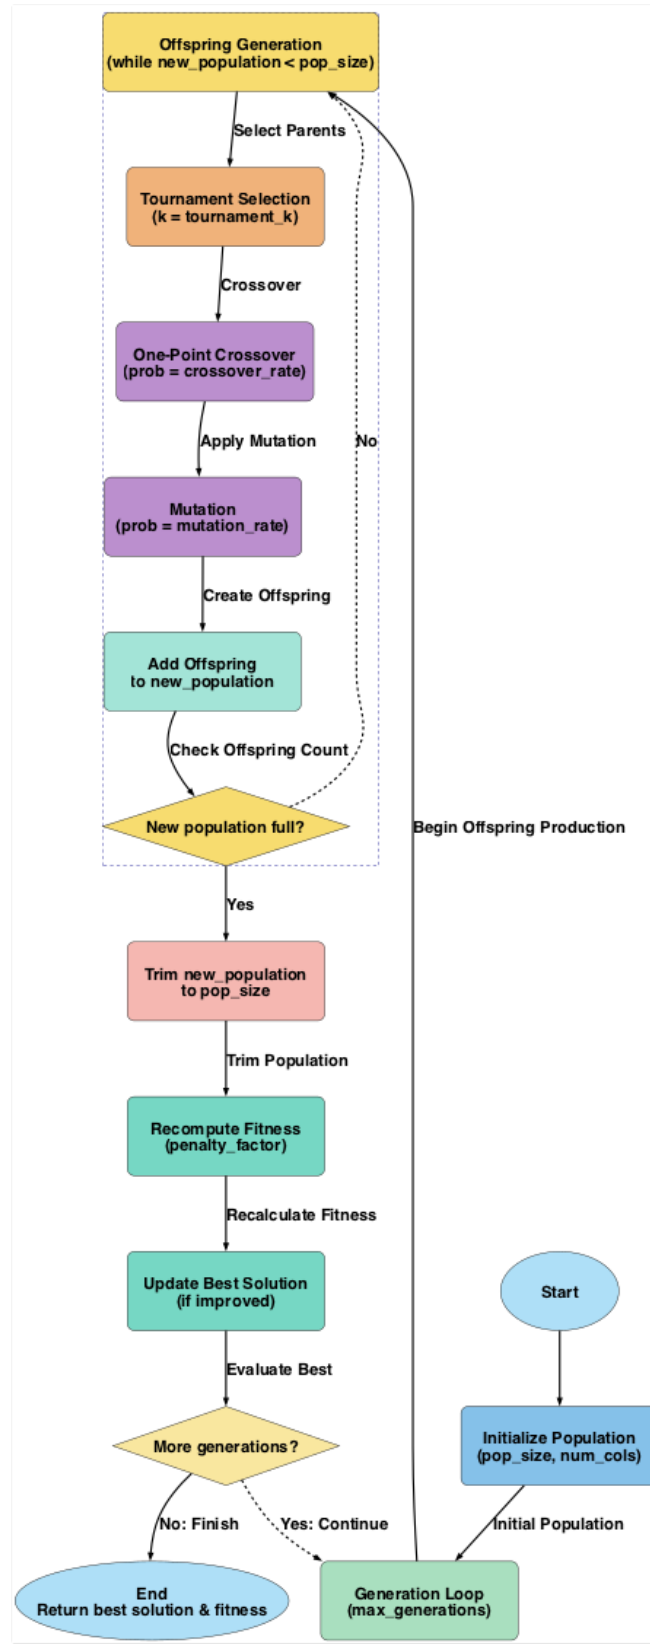 Offspring Generation
(while new_population < pop_size)
Select Parents
Tournament Selection
(k = tournament_k)
Crossover
One-Point Crossover
(prob = crossover_rate)
Apply Mutation
No
Mutation
(prob = mutation_rate)
Create Offspring
Add Offspring
to new_population
Check Offspring Count
New population full?
Begin Offspring Production
Yes
Trim new_population
to pop_size
Trim Population
Recompute Fitness
(penalty_factor)
Recalculate Fitness
Update Best Solution
(if improved)
Start
Evaluate Best
More generations?
Initialize Population
(pop_size, num_cols)
No: Finish
Yes: Continue
Initial Population
End
Return best solution & fitness
Generation Loop
(max_generations)